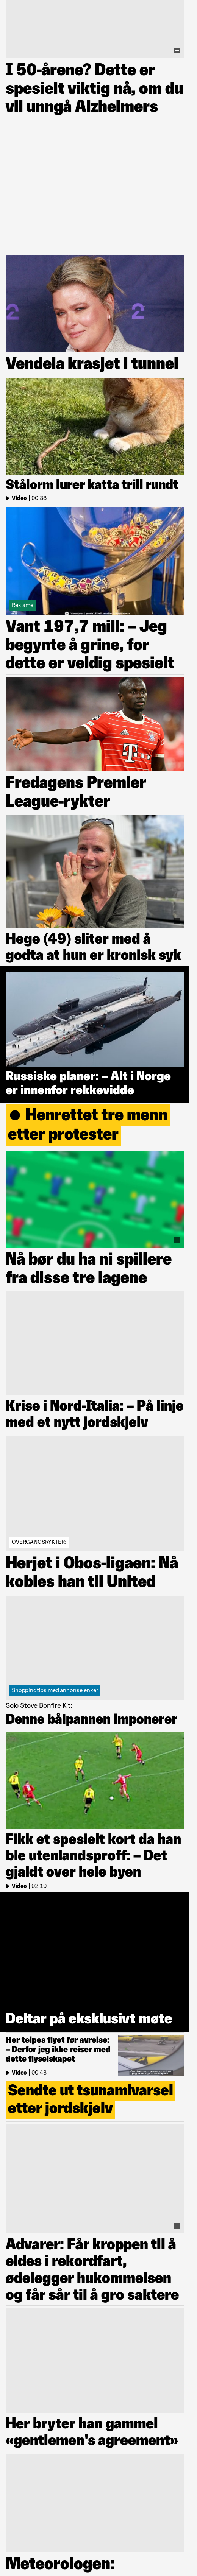 I 50-årene? Dette er
spesielt viktig nå, om du
vil unngå Alzheimers
Vendela krasjet i tunnel
Stålorm lurer katta trill rundt
Video | 00:38
Reklame
Vant 197,7 mill: – Jeg
begynte å grine, for
dette er veldig spesielt
Fredagens Premier
League-rykter
Hege (49) sliter med å
godta at hun er kronisk syk
Russiske planer: – Alt i Norge
er innenfor rekkevidde
Henrettet tre menn
etter protester
Nå bør du ha ni spillere
fra disse tre lagene
Krise i Nord-Italia: – På linje
med et nytt jordskjelv
OVERGANGSRYKTER:
Herjet i Obos-ligaen: Nå
kobles han til United
Shoppingtips med annonselenker
Solo Stove Bonfire Kit:
Denne bålpannen imponerer
Fikk et spesielt kort da han
ble utenlandsproff: – Det
gjaldt over hele byen
Video | 02:10
Deltar på eksklusivt møte
Her teipes flyet før avreise:
– Derfor jeg ikke reiser med
dette flyselskapet
Video | 00:43
Sendte ut tsunamivarsel
etter jordskjelv
Advarer: Får kroppen til å
eldes i rekordfart,
ødelegger hukommelsen
og får sår til å gro saktere
Her bryter han gammel
«gentlemen's agreement»
Meteorologen: